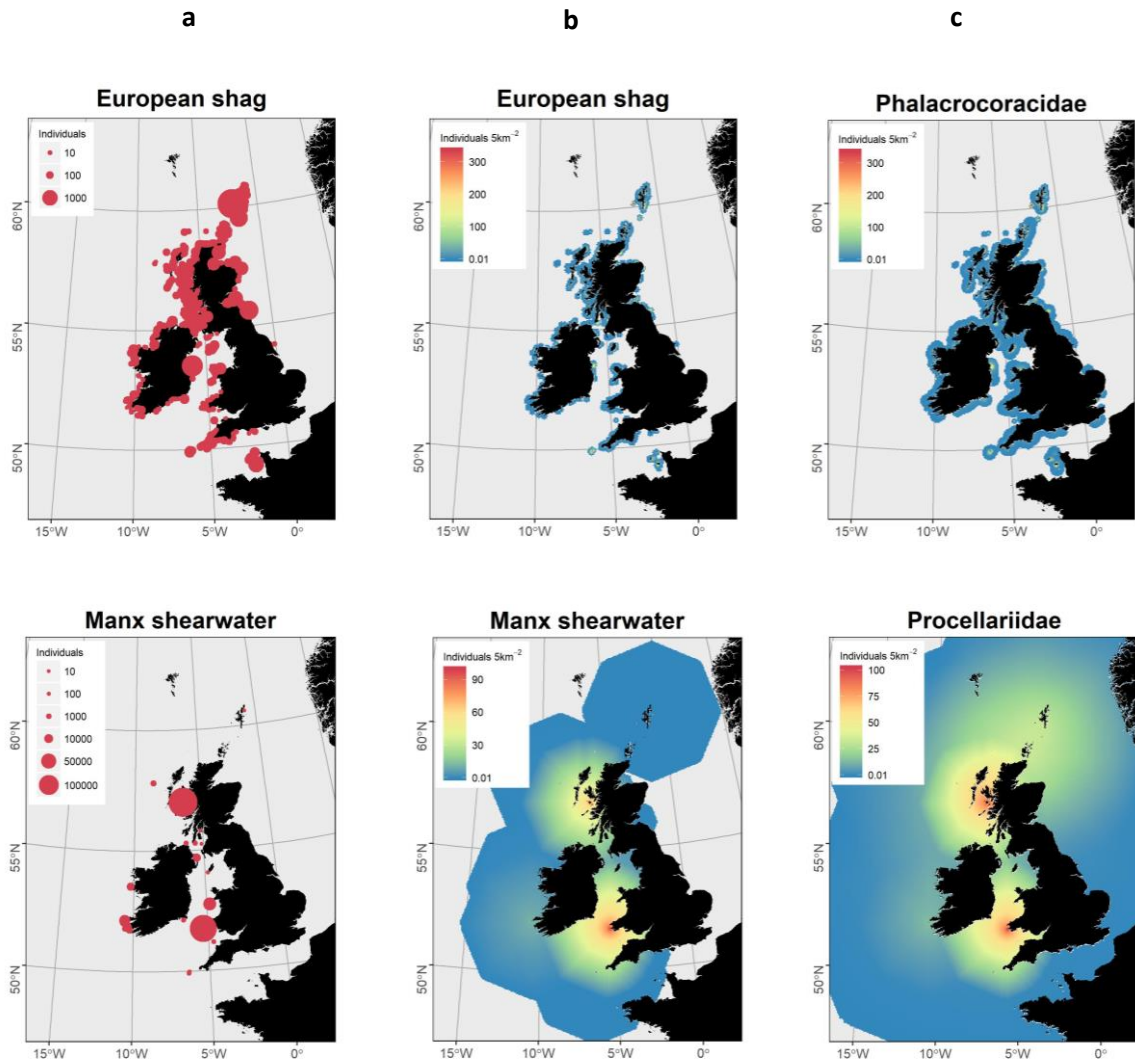 a
b
c
European shag
Individuals
10
100
1000
60°N
55°N
50°N
15°W
10°W
5°W
0°
European shag
Individuals 5km⁻²
300
200
100
0.01
60°N
55°N
50°N
15°W
10°W
5°W
0°
Phalacrocoracidae
Individuals 5km⁻²
300
200
100
0.01
60°N
55°N
50°N
15°W
10°W
5°W
0°
Manx shearwater
Individuals
10
100
1000
10000
50000
100000
60°N
55°N
50°N
15°W
10°W
5°W
0°
Manx shearwater
Individuals 5km⁻²
90
60
30
0.01
60°N
55°N
50°N
15°W
10°W
5°W
0°
Procellariidae
Individuals 5km⁻²
100
75
50
25
0.01
60°N
55°N
50°N
15°W
10°W
5°W
0°